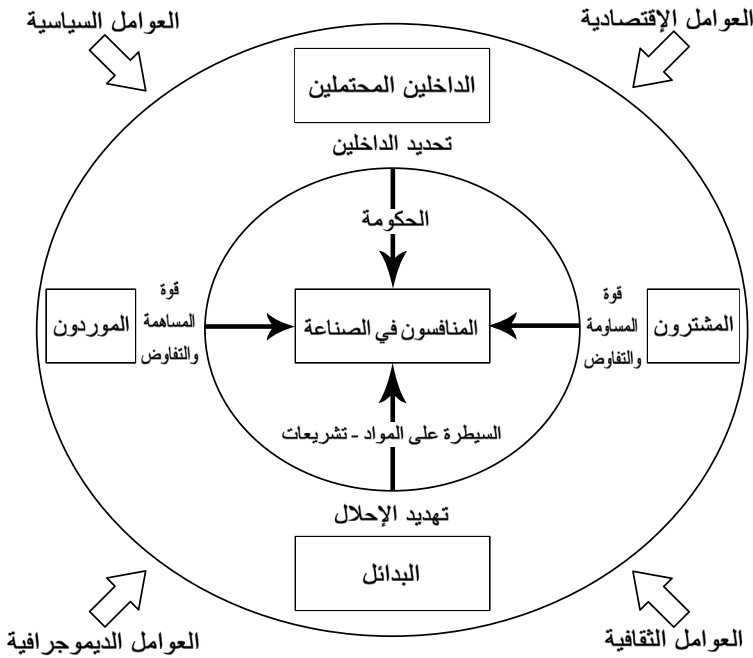 العوامل الإقتصادية
العوامل السياسية
الداخلين المحتملين
تحديد الداخلين
الحكومة
المشترون
قوة
المساومة
والتفاوض
المنافسون في الصناعة
قوة
المساهمة
والتفاوض
الموردون
السيطرة على المواد - تشريعات
تهديد الإحلال
البدائل
العوامل الثقافية
العوامل الديموجرافية